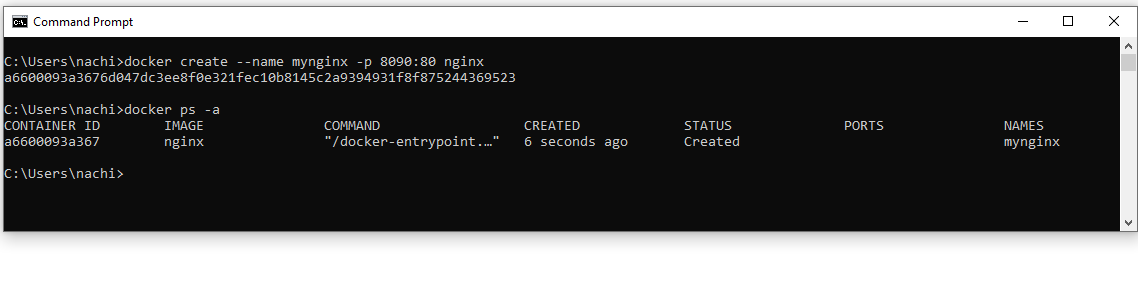 Command Prompt
C:\Users\nachi>docker create --name mynginx -p 8090:80 nginx
a6600093a3676d047dc3ee8f0e321fec10b8145c2a9394931f8f875244369523
C:\Users\nachi>docker ps -a
CONTAINER ID        IMAGE               COMMAND                  CREATED             STATUS              PORTS               NAMES
a6600093a367        nginx               "/docker-entrypoint.…"   6 seconds ago       Created                                 mynginx
C:\Users\nachi>